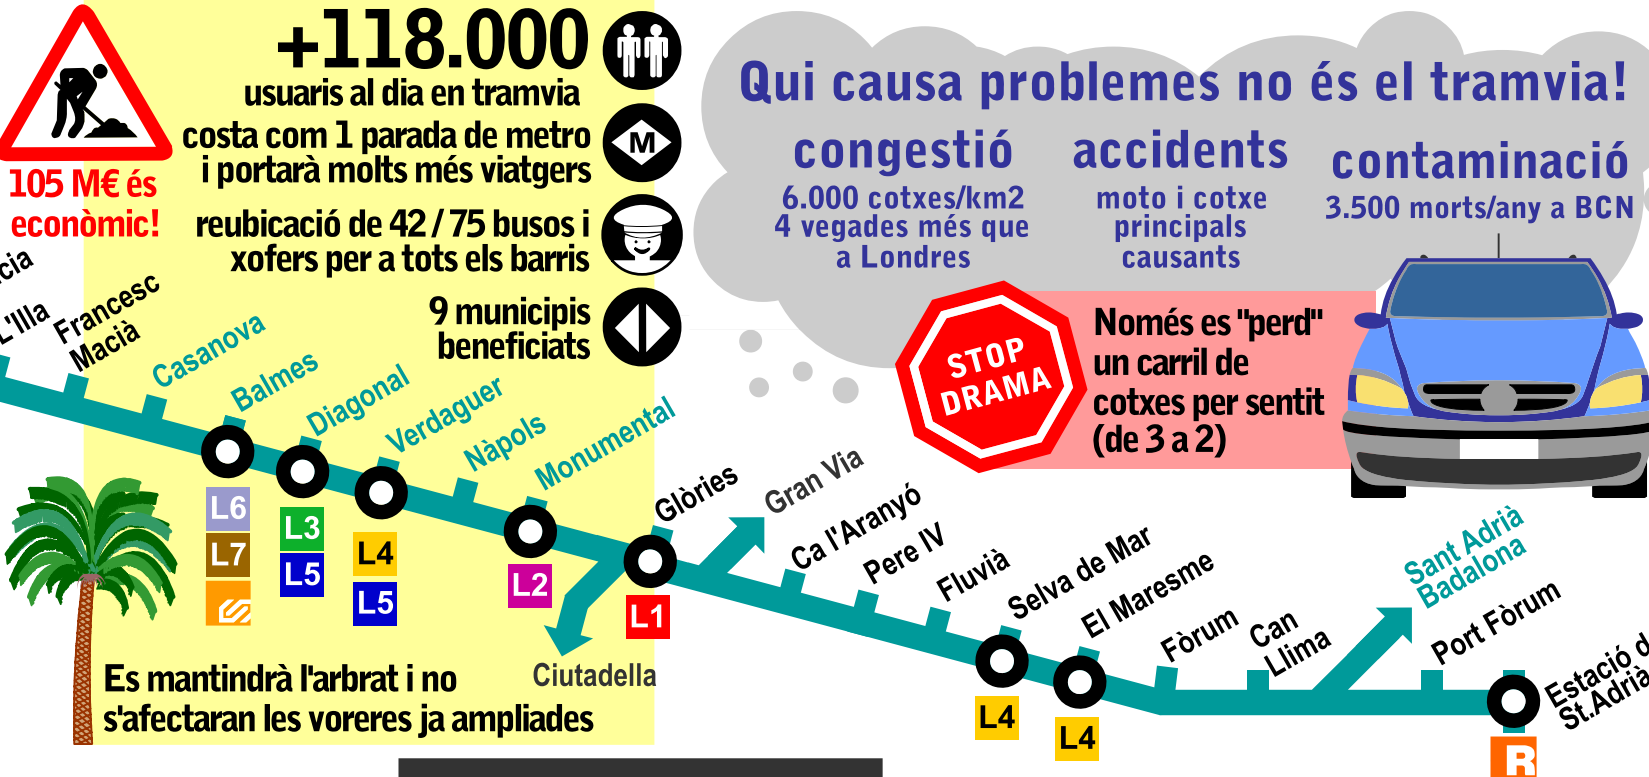 +118.000
usuaris al dia en tramvia
costa com 1 parada de metro
i portarà molts més viatgers
M
105 M€ és
econòmic!
reubicació de 42 / 75 busos i
xofers per a tots els barris
9 municipis
beneficiats
Qui causa problemes no és el tramvia!
congestió
6.000 cotxes/km2
4 vegades més que
a Londres
accidents
moto i cotxe
principals
causants
contaminació
3.500 morts/any a BCN
STOP
DRAMA
Només es "perd"
un carril de
cotxes per sentit
(de 3 a 2)
cia
L'Illa
Francesc
Macià
Casanova
Balmes
Diagonal
Verdaguer
Nàpols
Monumental
Glòries
Gran Via
Ca l'Aranyó
Pere IV
Fluvià
Selva de Mar
El Maresme
Fòrum
Can
Llima
Sant Adrià
Badalona
Port Fòrum
Estació d
St.Adrià
L6
L7
L3
L5
L4
L5
L2
L1
Ciutadella
L4
L4
R
Es mantindrà l'arbrat i no
s'afectaran les voreres ja ampliades